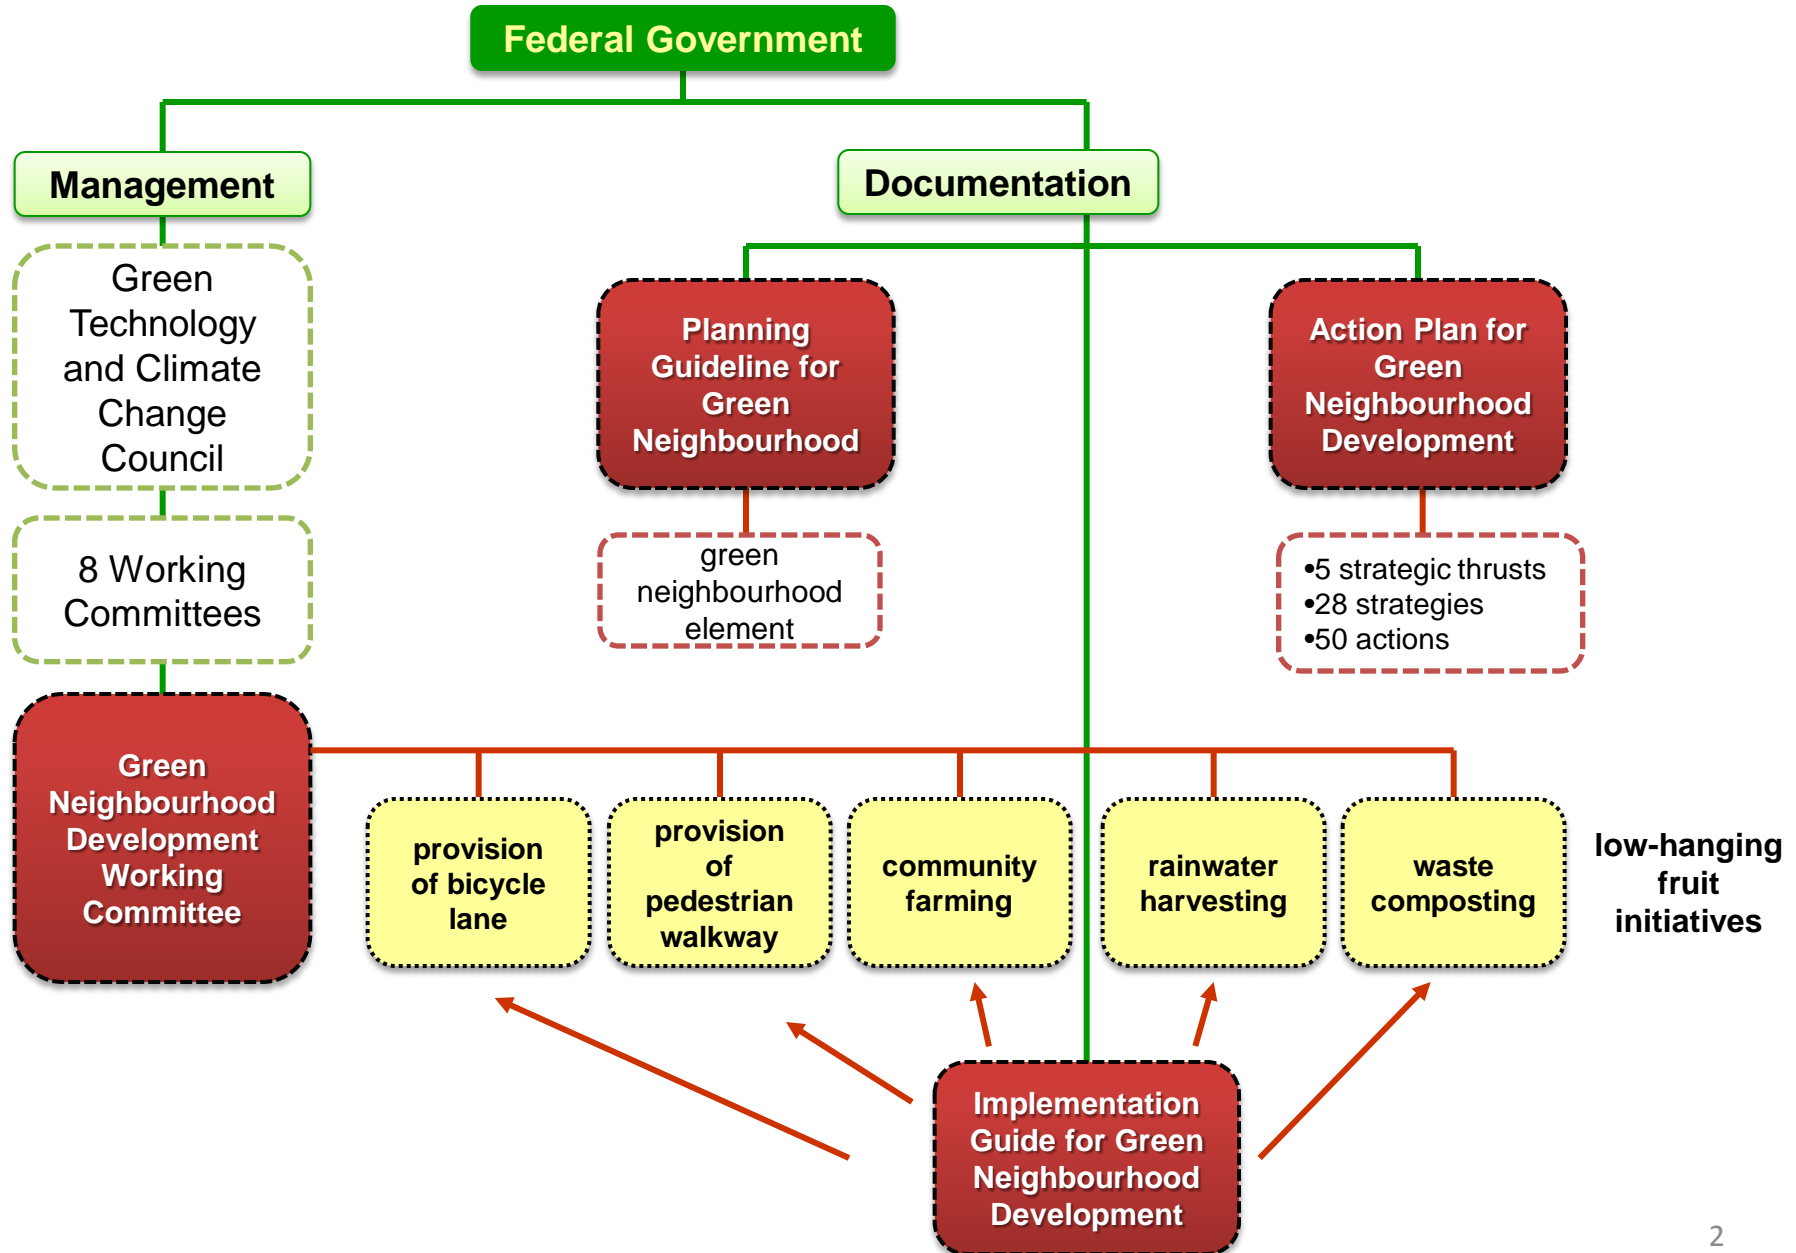 Federal Government
Management
Documentation
Green
Technology
and Climate
Change
Council
Planning
Guideline for
Green
Neighbourhood
Action Plan for
Green
Neighbourhood
Development
8 Working
Committees
green
neighbourhood
element
•5 strategic thrusts
•28 strategies
•50 actions
Green
Neighbourhood
Development
Working
Committee
provision
of bicycle
lane
provision
of
pedestrian
walkway
community
farming
rainwater
harvesting
waste
composting
low-hanging
fruit
initiatives
Implementation
Guide for Green
Neighbourhood
Development
2